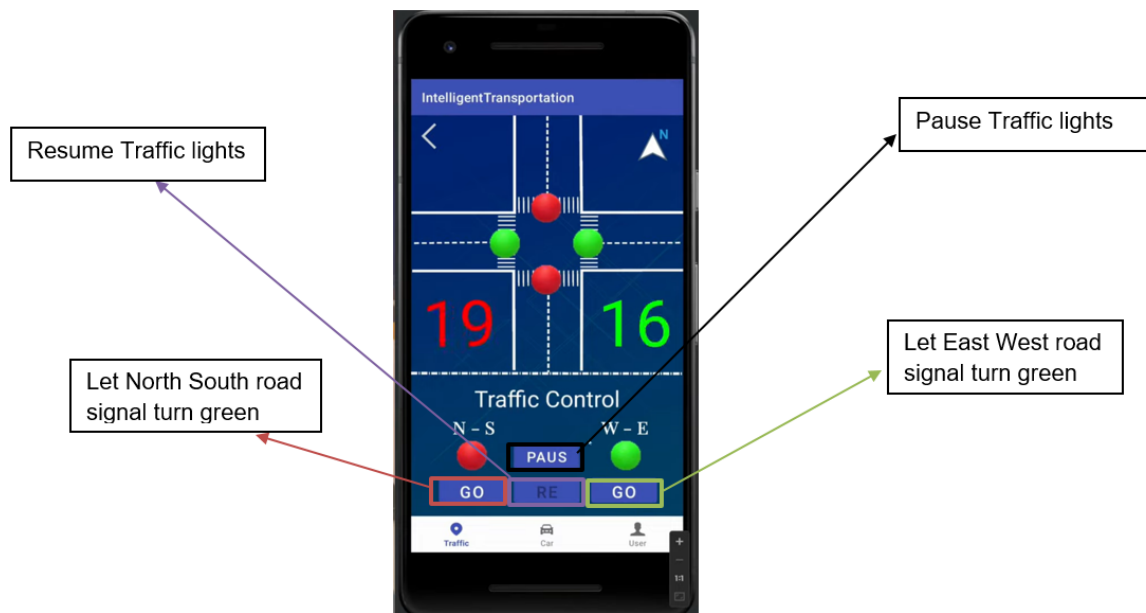 IntelligentTransportation
N
Resume Traffic lights
Pause Traffic lights
19
16
Let North South road
signal turn green
Let East West road
signal turn green
Traffic Control
N – S
W – E
PAUS
GO
RE
GO
Traffic
Car
User
1:1